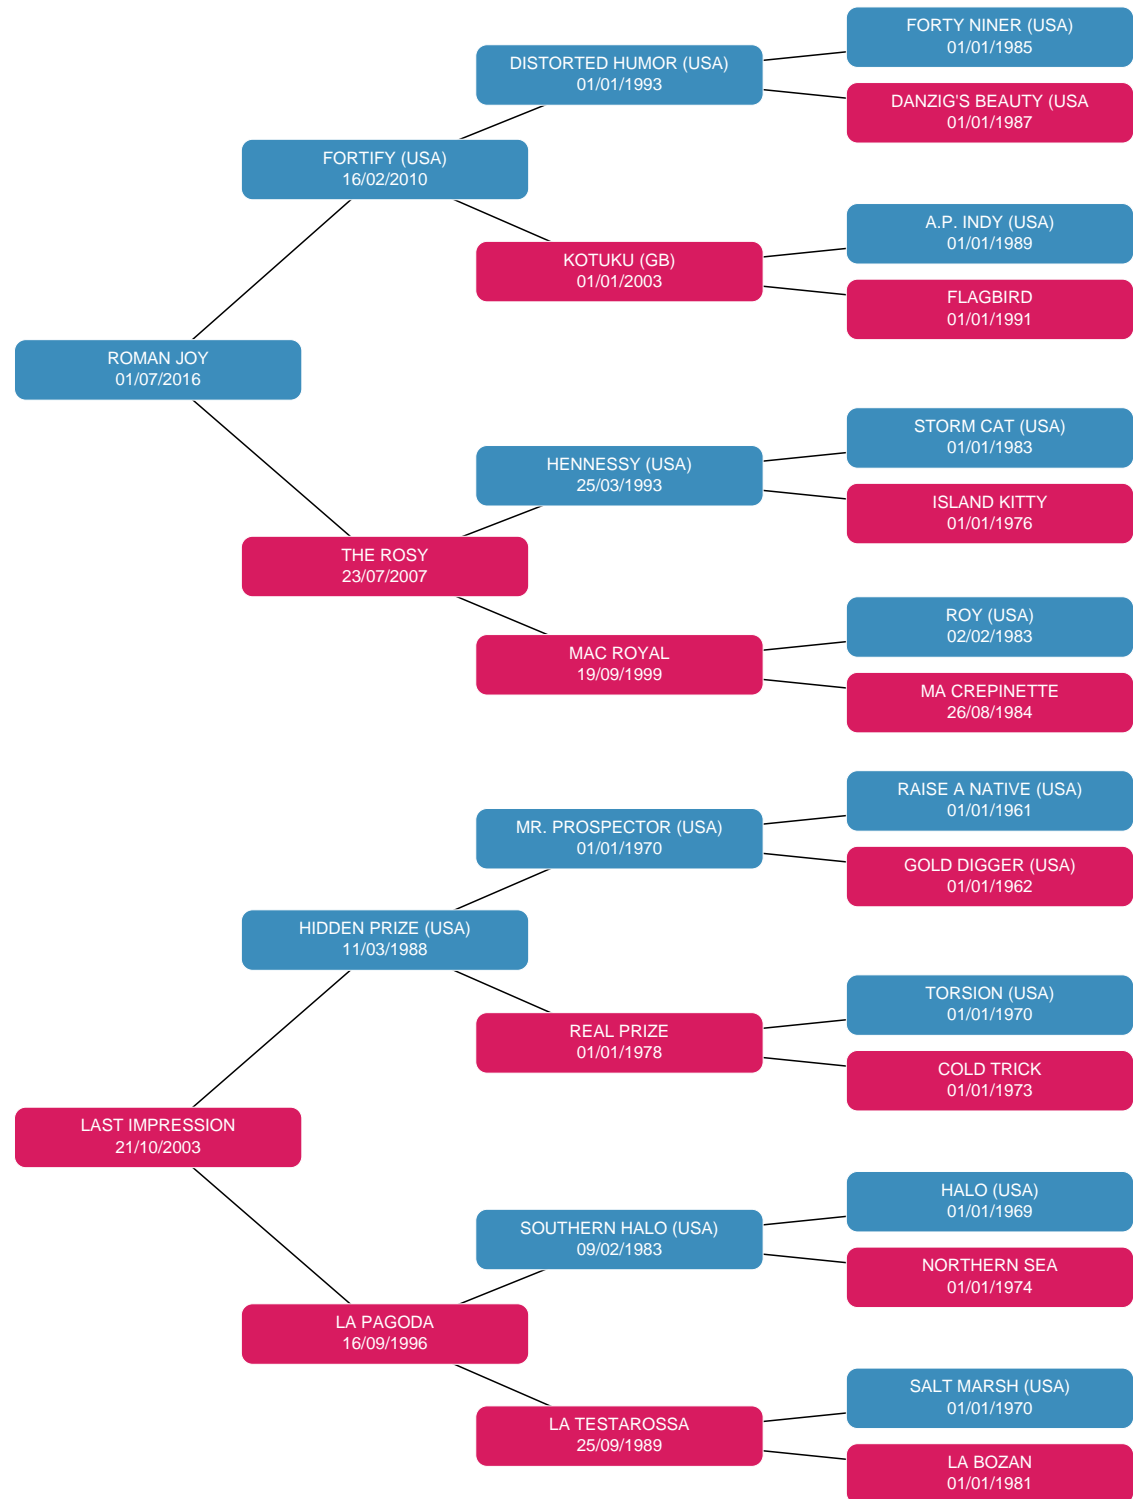 FORTY NINER (USA)
01/01/1985
DISTORTED HUMOR (USA)
01/01/1993
DANZIG'S BEAUTY (USA
01/01/1987
FORTIFY (USA)
16/02/2010
A.P. INDY (USA)
01/01/1989
KOTUKU (GB)
01/01/2003
FLAGBIRD
01/01/1991
ROMAN JOY
01/07/2016
STORM CAT (USA)
01/01/1983
HENNESSY (USA)
25/03/1993
ISLAND KITTY
01/01/1976
THE ROSY
23/07/2007
ROY (USA)
02/02/1983
MAC ROYAL
19/09/1999
MA CREPINETTE
26/08/1984
RAISE A NATIVE (USA)
01/01/1961
MR. PROSPECTOR (USA)
01/01/1970
GOLD DIGGER (USA)
01/01/1962
HIDDEN PRIZE (USA)
11/03/1988
TORSION (USA)
01/01/1970
REAL PRIZE
01/01/1978
COLD TRICK
01/01/1973
LAST IMPRESSION
21/10/2003
HALO (USA)
01/01/1969
SOUTHERN HALO (USA)
09/02/1983
NORTHERN SEA
01/01/1974
LA PAGODA
16/09/1996
SALT MARSH (USA)
01/01/1970
LA TESTAROSSA
25/09/1989
LA BOZAN
01/01/1981